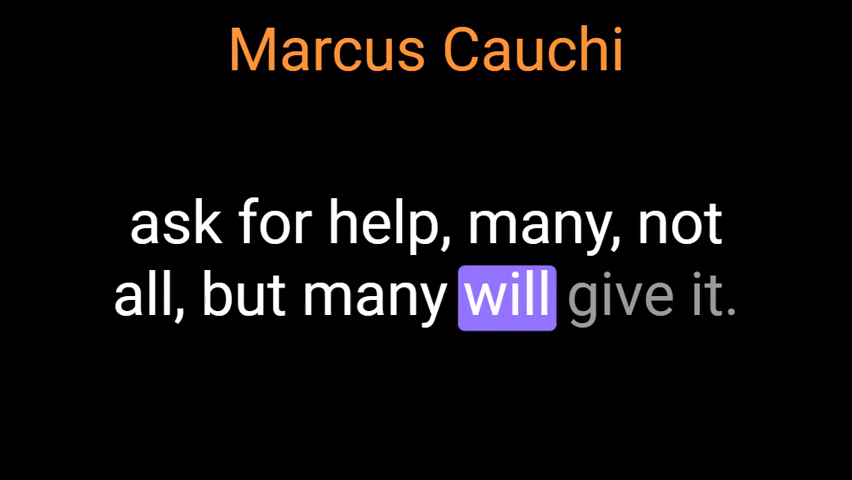 Marcus Cauchi
ask for help, many, not
all, but many will give it.